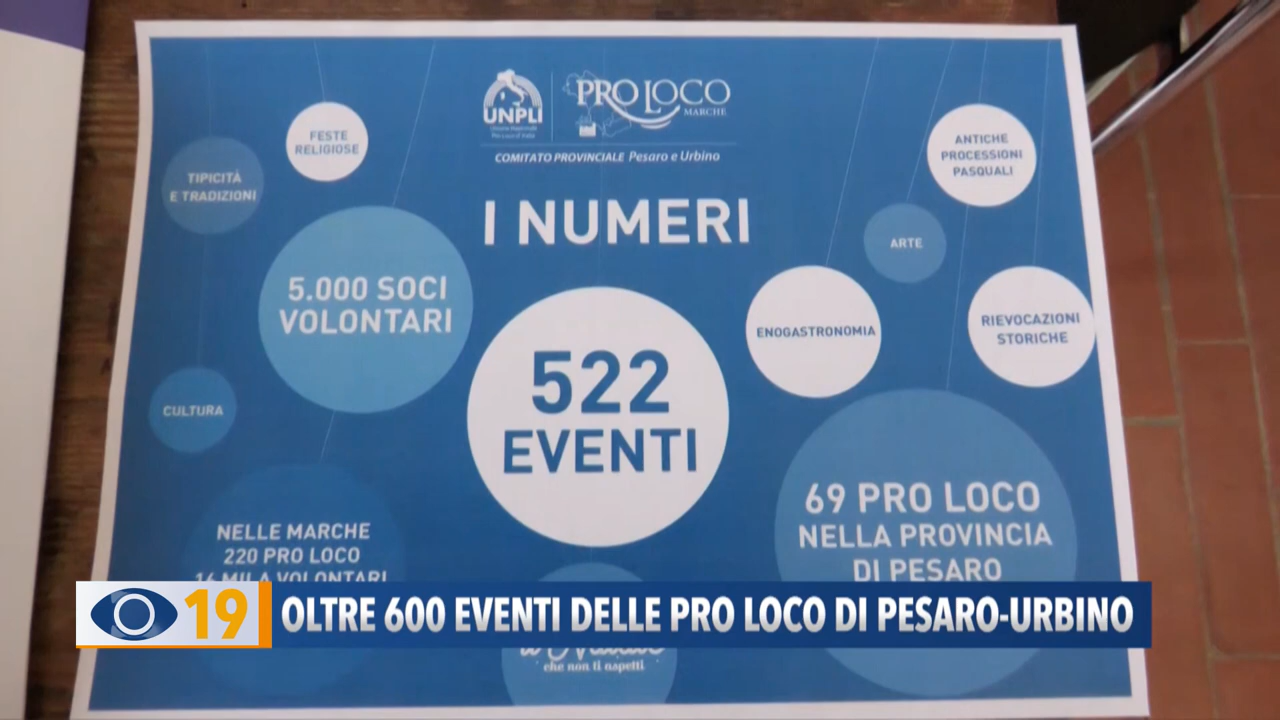 UNPLI
PRO LOCO
MARCHE
COMITATO PROVINCIALE Pesaro e Urbino
I NUMERI
FESTE
RELIGIOSE
TIPICITÀ
E TRADIZIONI
5.000 SOCI
VOLONTARI
CULTURA
522
EVENTI
ANTICHE
PROCESSIONI
PASQUALI
ARTE
ENOGASTRONOMIA
RIEVOCAZIONI
STORICHE
NELLE MARCHE
220 PRO LOCO
MILA VOLONTARI
69 PRO LOCO
NELLA PROVINCIA
DI PESARO
che non ti aspetti
19
OLTRE 600 EVENTI DELLE PRO LOCO DI PESARO-URBINO